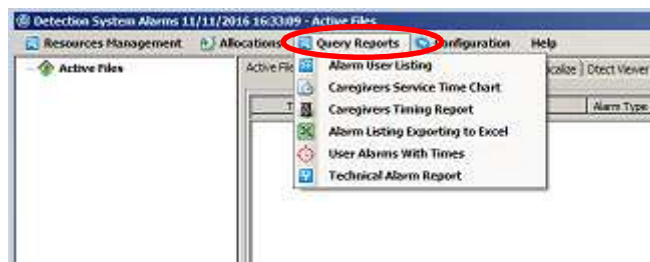 Detection System Alarms 11/11/2016 16:33:09 - Active Files
Resources Management Allocations Query Reports Configuration Help
Active Files
Active File
Dtect Viewer
Alarm User Listing
Caregivers Service Time Chart
Caregivers Timing Report
Alarm Listing Exporting to Excel
User Alarms With Times
Technical Alarm Report
Alarm Type